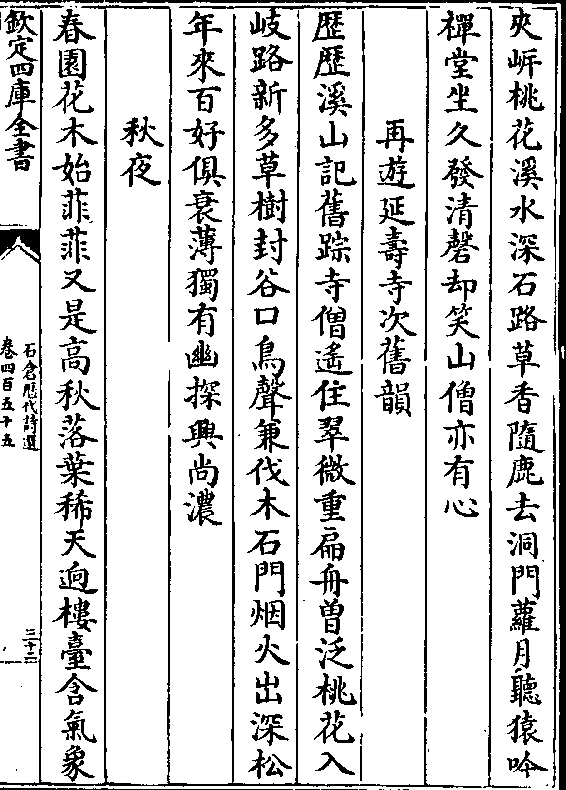 夾㟁桃花溪水深石路草香隨鹿去洞門蘿月聽猿吟
禪堂坐久發清磬却笑山僧亦有心
再遊延壽寺次舊韻
歴歴溪山記舊踪寺僧遙住翠微重扁舟曽泛桃花入
岐路新多草樹封谷口鳥聲兼伐木石門烟火出深松
年來百好俱衰薄獨有幽探興尚濃
秋夜
春園花木始菲菲又是高秋落葉稀天逈樓臺含氣象
欽定四庫全書
石倉歴代詩選
卷四百五十五
三十二